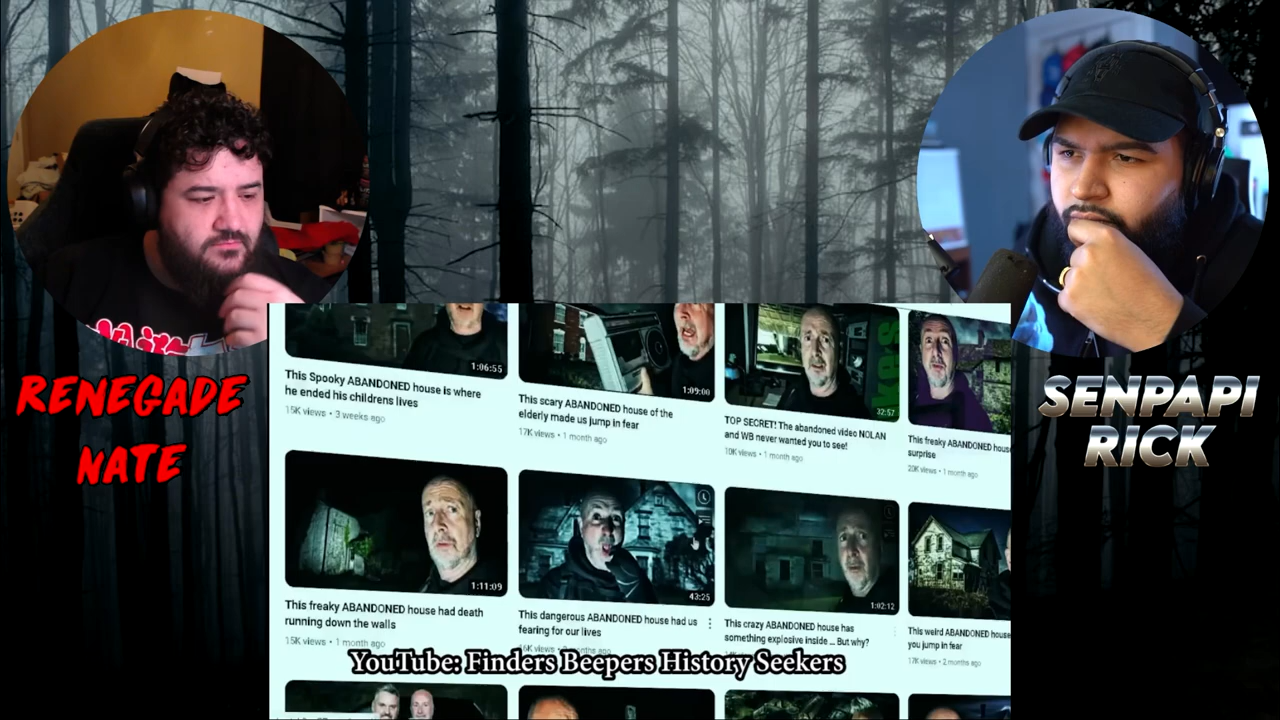 1:06:55
1:09:00
32:57
This Spooky ABANDONED house is where
he ended his childrens lives
15K views • 3 weeks ago
This scary ABANDONED house of the
elderly made us jump in fear
17K views • 1 month ago
TOP SECRET! The abandoned video NOLAN
and WB never wanted you to see!
10K views • 1 month ago
This freaky ABANDONED hous
surprise
20K views • 1 month ago
RENEGADE
NATE
SENPAPI
RICK
1:11:09
43:25
1:02:12
This freaky ABANDONED house had death
running down the walls
15K views • 1 month ago
This dangerous ABANDONED house had us
fearing for our lives
This crazy ABANDONED house has
something explosive inside ... But why?
This weird ABANDONED hous
you jump in fear
17K views • 2 months ago
YouTube: Finders Beepers History Seekers